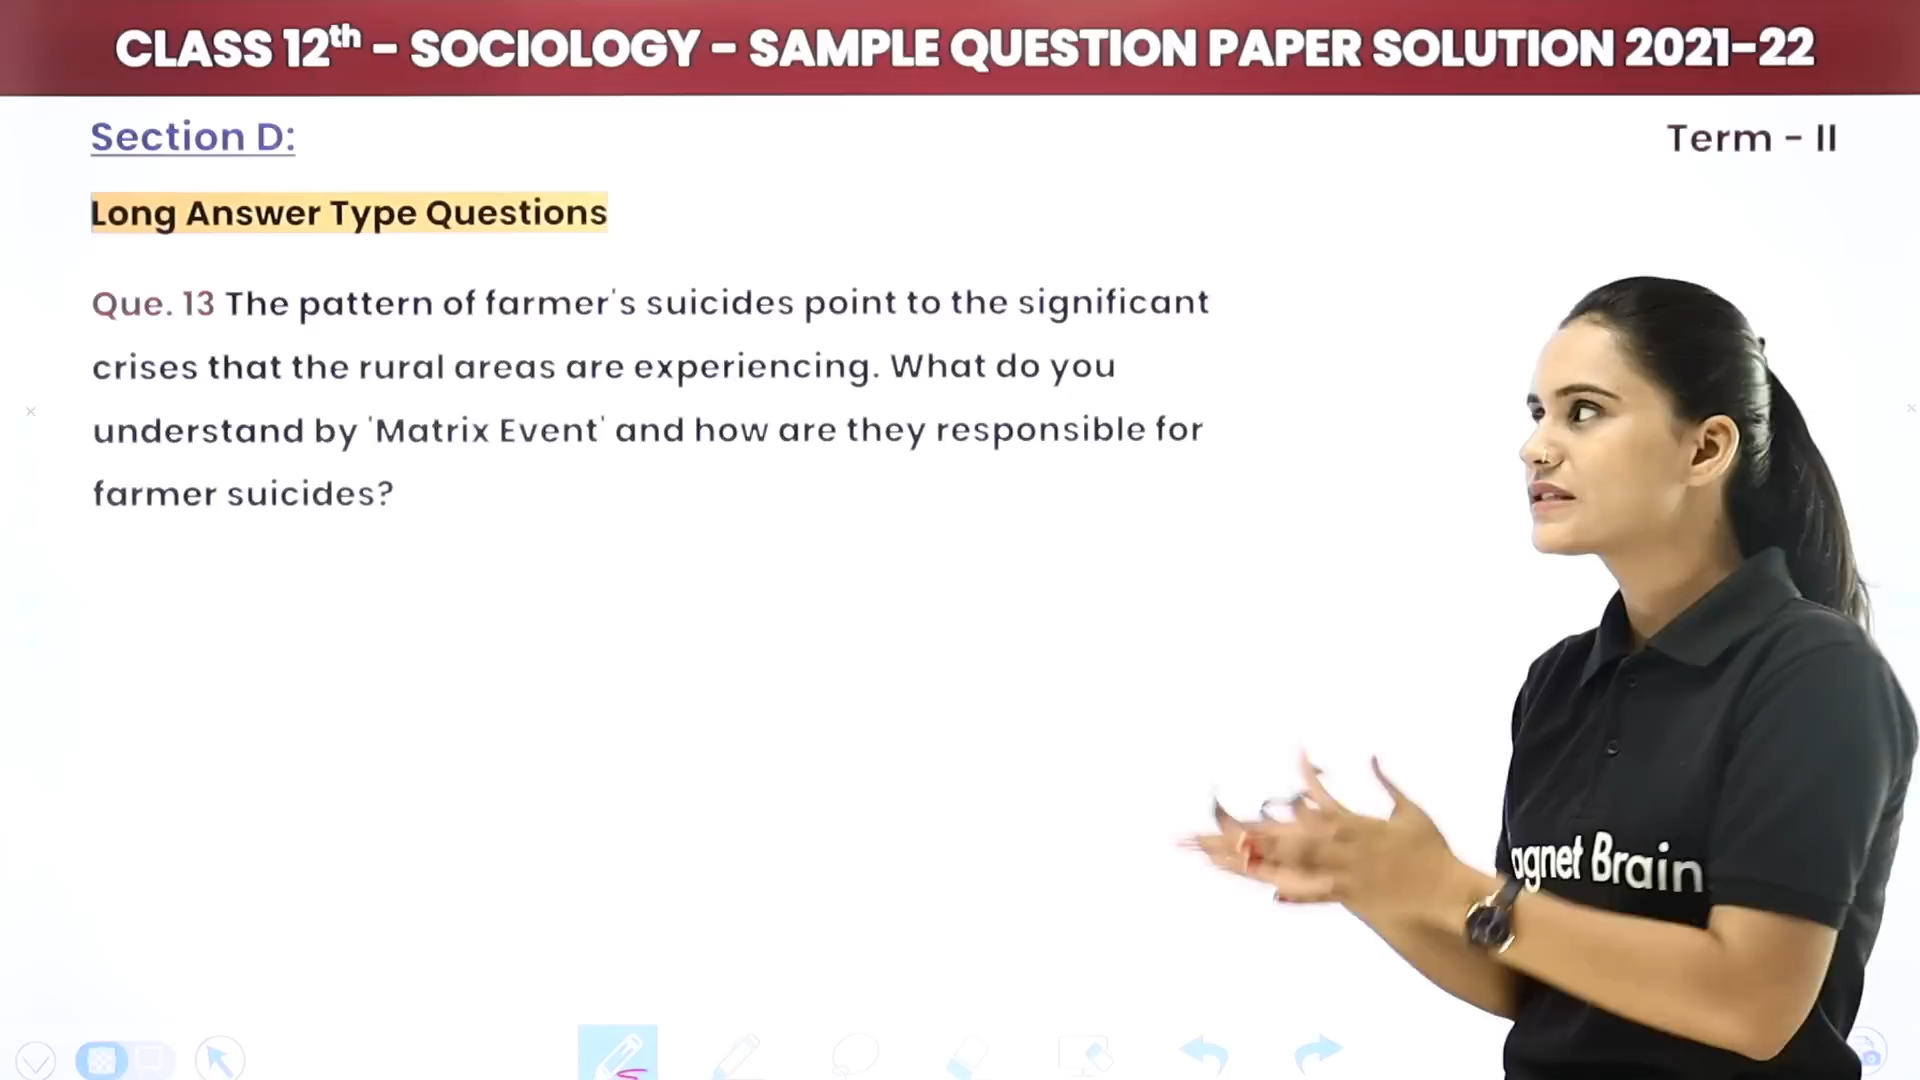 CLASS 12th - SOCIOLOGY - SAMPLE QUESTION PAPER SOLUTION 2021-22
Section D:
Term - II
Long Answer Type Questions
Que. 13 The pattern of farmer's suicides point to the significant
crises that the rural areas are experiencing. What do you
understand by 'Matrix Event' and how are they responsible for
farmer suicides?
agnet Brain